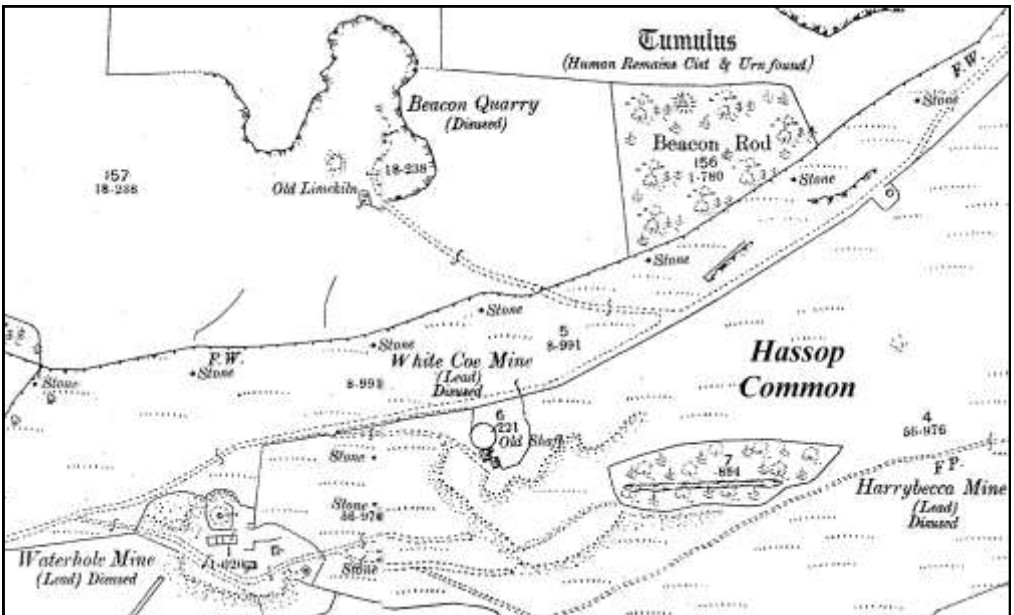 Tumulus
(Human Remains Cist & Urn found)
F.W.
Stone
Beacon Quarry
(Disused)
Beacon Rod
156
1·780
157
18·238
18·238
Old Limekiln
Stone
Stone
Stone
Stone
5
8·991
Hassop
Common
F.W.
Stone
Stone
8·991
White Coe Mine
(Lead)
Disused
6
·221
Old Shaft
4
56·976
Stone
7
·894
F.P.
Harrybecca Mine
(Lead)
Disused
Stone
56·976
1
1·020
Waterhole Mine
(Lead) Disused
Stone